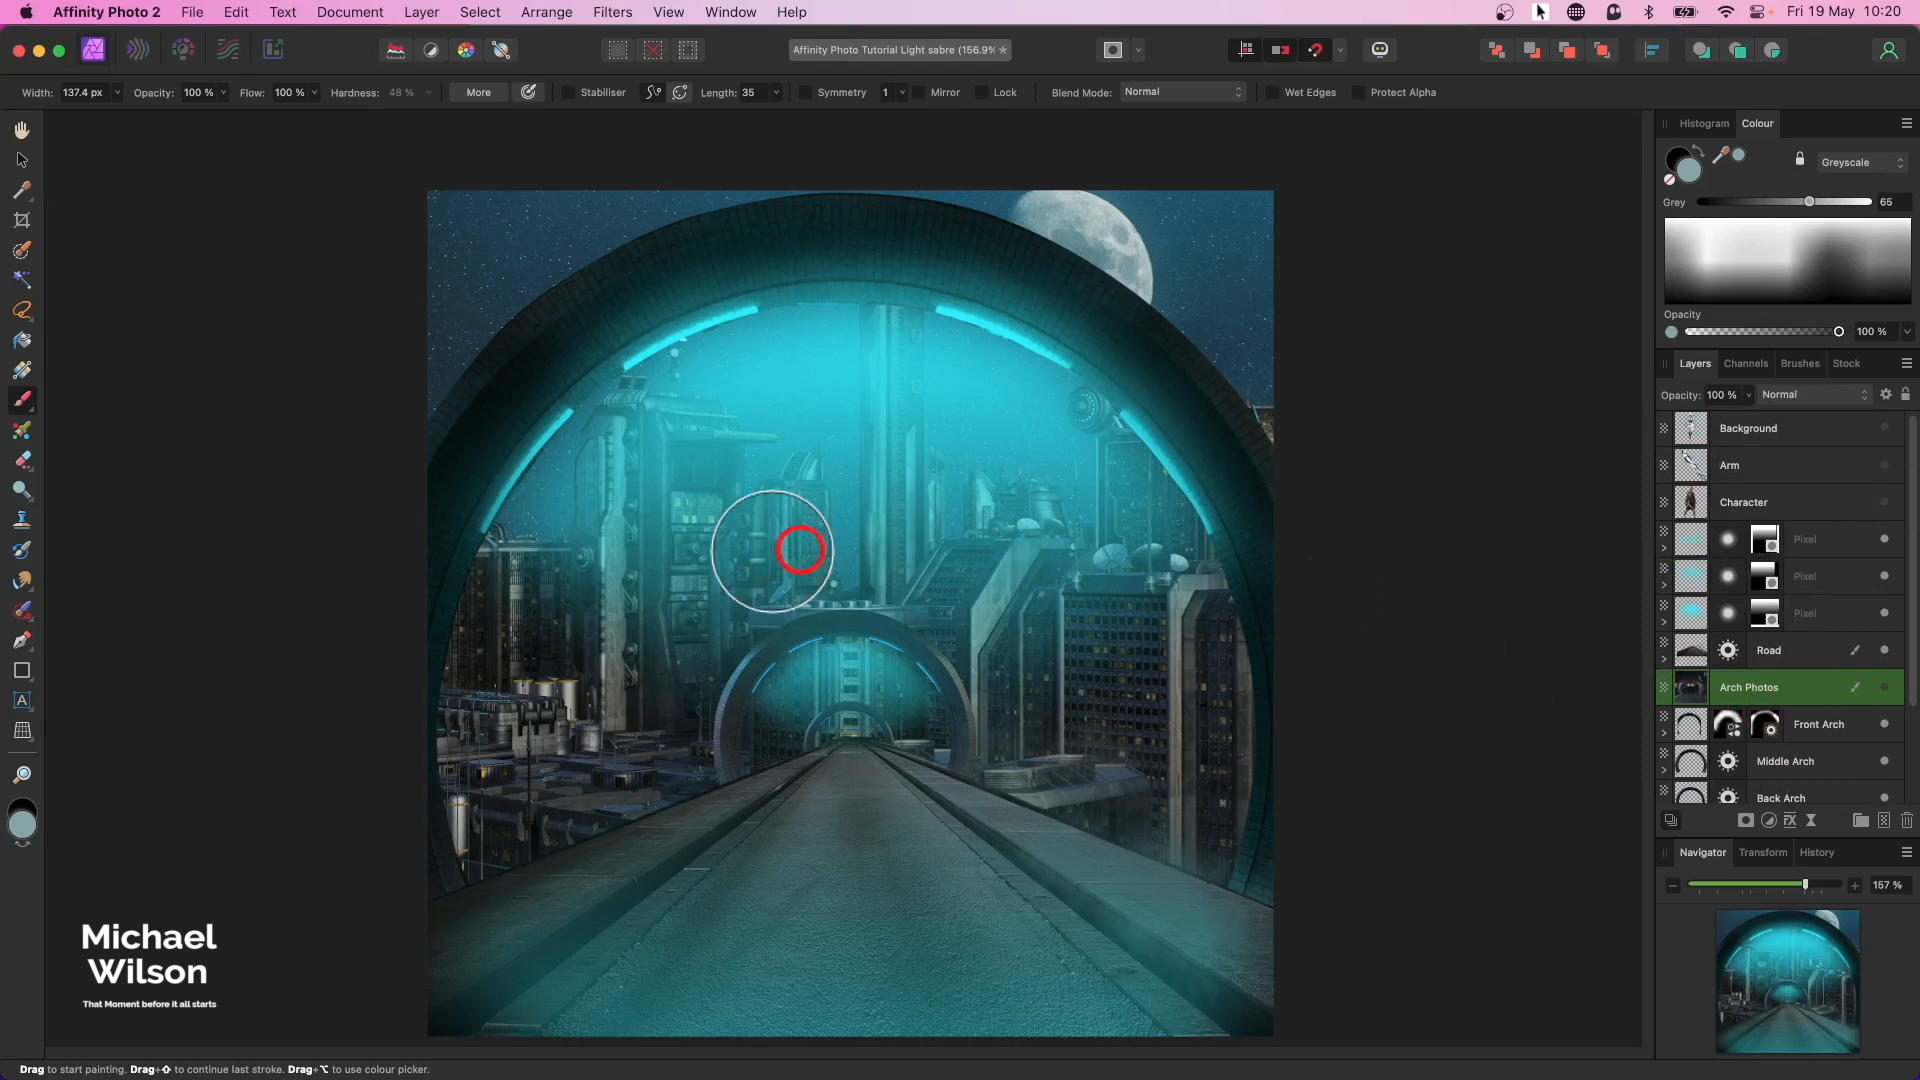 Affinity Photo 2 File Edit Text Document Layer Select Arrange Filters View Window Help Fri 19 May 10:20
Affinity Photo Tutorial Light sabre (156.9%
Width: 137.4 px Opacity: 100 % Flow: 100 % Hardness: 48 % More Stabiliser Length: 35 Symmetry 1 Mirror Lock Blend Mode: Normal Wet Edges Protect Alpha
Histogram Colour
Greyscale
Grey 65
Opacity
100 %
Layers Channels Brushes Stock
Opacity: 100 % Normal
Background
Arm
Character
Pixel
Pixel
Pixel
Road
Arch Photos
Front Arch
Middle Arch
Back Arch
Navigator Transform History
157 %
Michael
Wilson
That Moment before it all starts
Drag to start painting. Drag+⇧ to continue last stroke. Drag+⌥ to use colour picker.